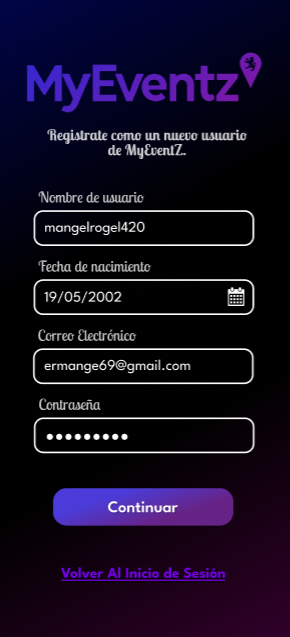 MyEventz
Registrate como un nuevo usuario
de MyEventZ.
Nombre de usuario
mangelrogel420
Fecha de nacimiento
19/05/2002
Correo Electrónico
ermange69@gmail.com
Contraseña
●●●●●●●●●
Continuar
Volver Al Inicio de Sesión